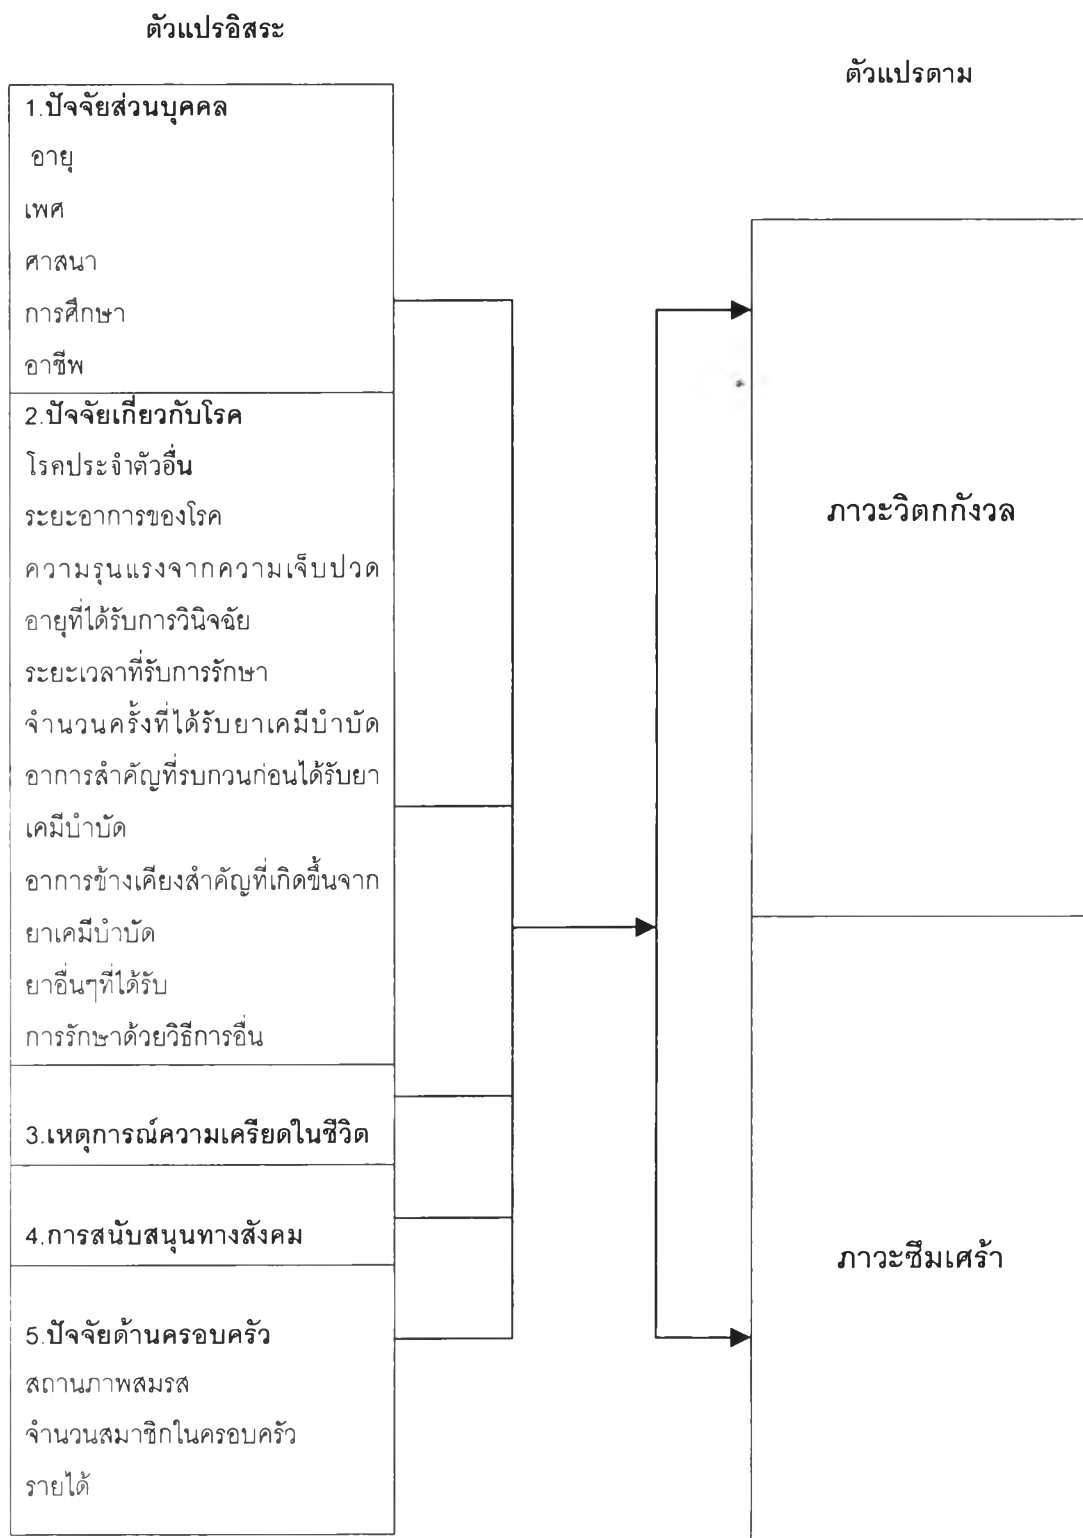 ตัวแปรอิสระ
ตัวแปรตาม
1.ปัจจัยส่วนบุคคล
อายุ
เพศ
ศาสนา
การศึกษา
อาชีพ
2.ปัจจัยเกี่ยวกับโรค
โรคประจำตัวอื่น
ระยะอาการของโรค
ความรุนแรงจากความเจ็บปวด
อายุที่ได้รับการวินิจฉัย
ระยะเวลาที่รับการรักษา
จำนวนครั้งที่ได้รับยาเคมีบำบัด
อาการสำคัญที่รบกวนก่อนได้รับยา
เคมีบำบัด
อาการข้างเคียงสำคัญที่เกิดขึ้นจาก
ยาเคมีบำบัด
ยาอื่นๆที่ได้รับ
การรักษาด้วยวิธีการอื่น
3.เหตุการณ์ความเครียดในชีวิต
4.การสนับสนุนทางสังคม
5.ปัจจัยด้านครอบครัว
สถานภาพสมรส
จำนวนสมาชิกในครอบครัว
รายได้
ภาวะวิตกกังวล
ภาวะซึมเศร้า